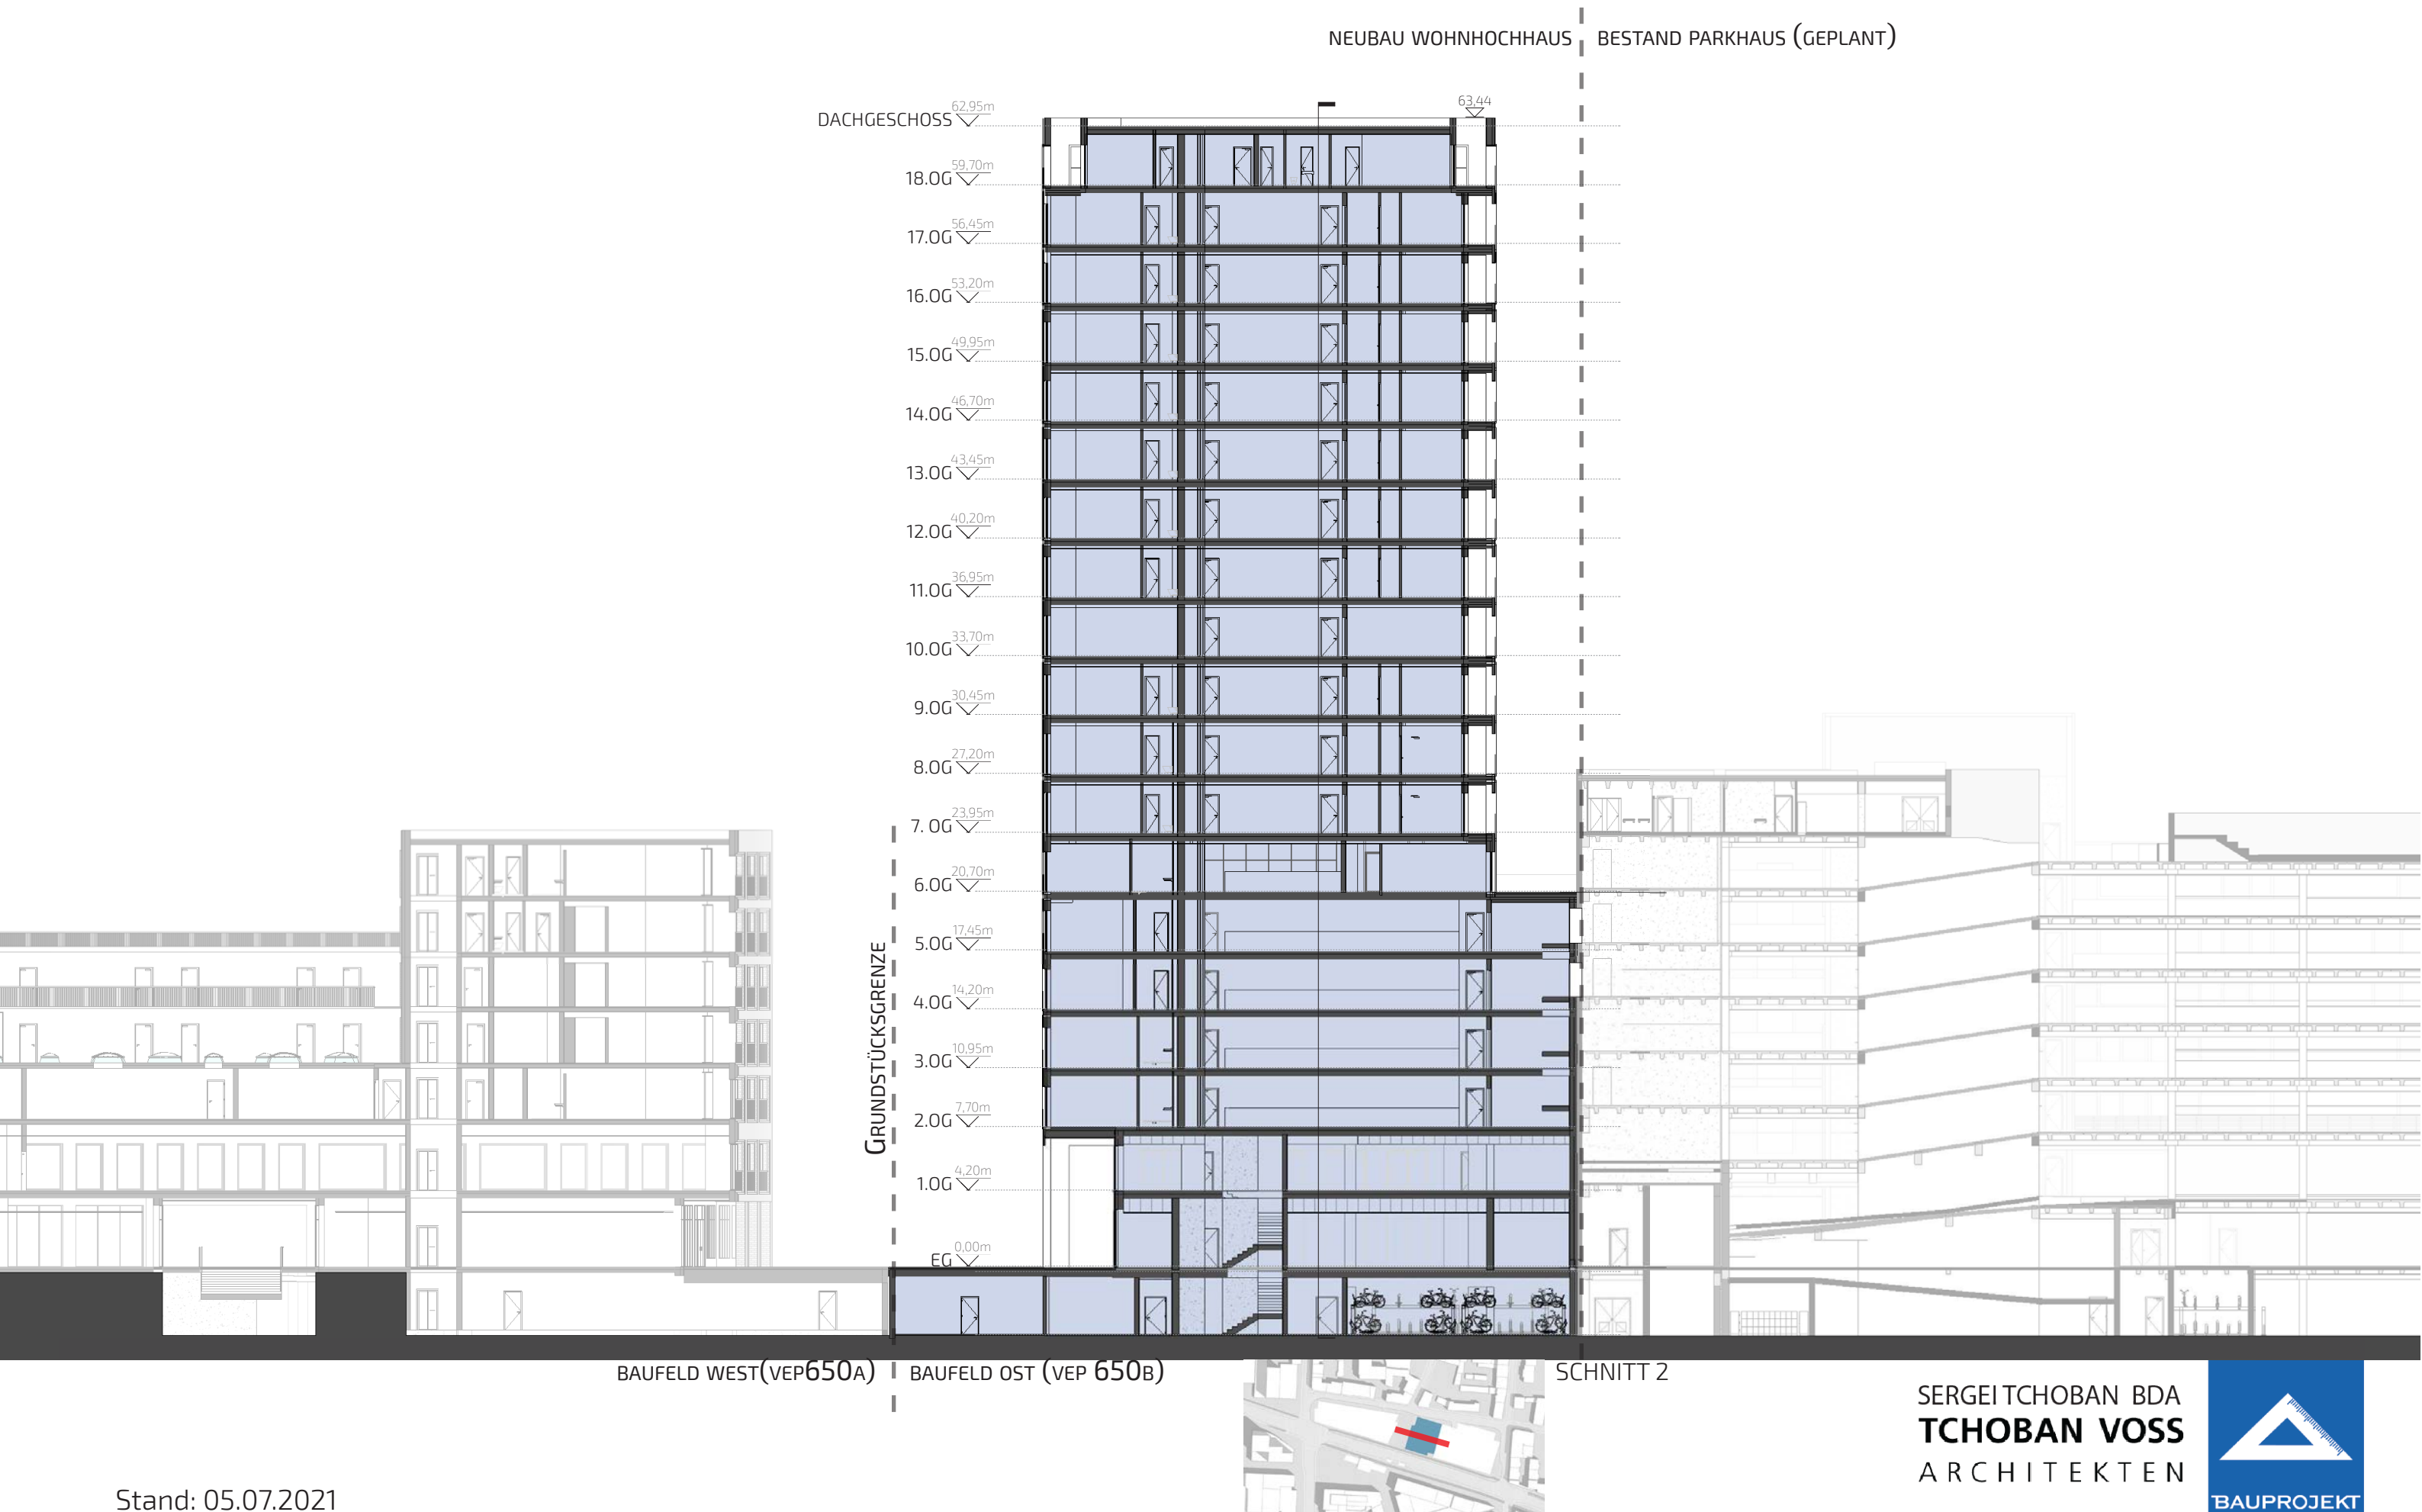 NEUBAU WOHNHOCHHAUS
BESTAND PARKHAUS (GEPLANT)
63,44
DACHGESCHOSS 62,95m
18.OG 59,70m
17.OG 56,45m
16.OG 53,20m
15.OG 49,95m
14.OG 46,70m
13.OG 43,45m
12.OG 40,20m
11.OG 36,95m
10.OG 33,70m
9.OG 30,45m
8.OG 27,20m
7. OG 23,95m
6.OG 20,70m
5.OG 17,45m
4.OG 14,20m
3.OG 10,95m
2.OG 7,70m
1.OG 4,20m
EG 0,00m
GRUNDSTÜCKSGRENZE
BAUFELD WEST(VEP650A)
BAUFELD OST (VEP 650B)
SCHNITT 2
SERGEI TCHOBAN BDA
TCHOBAN VOSS
ARCHITEKTEN
BAUPROJEKT
Stand: 05.07.2021